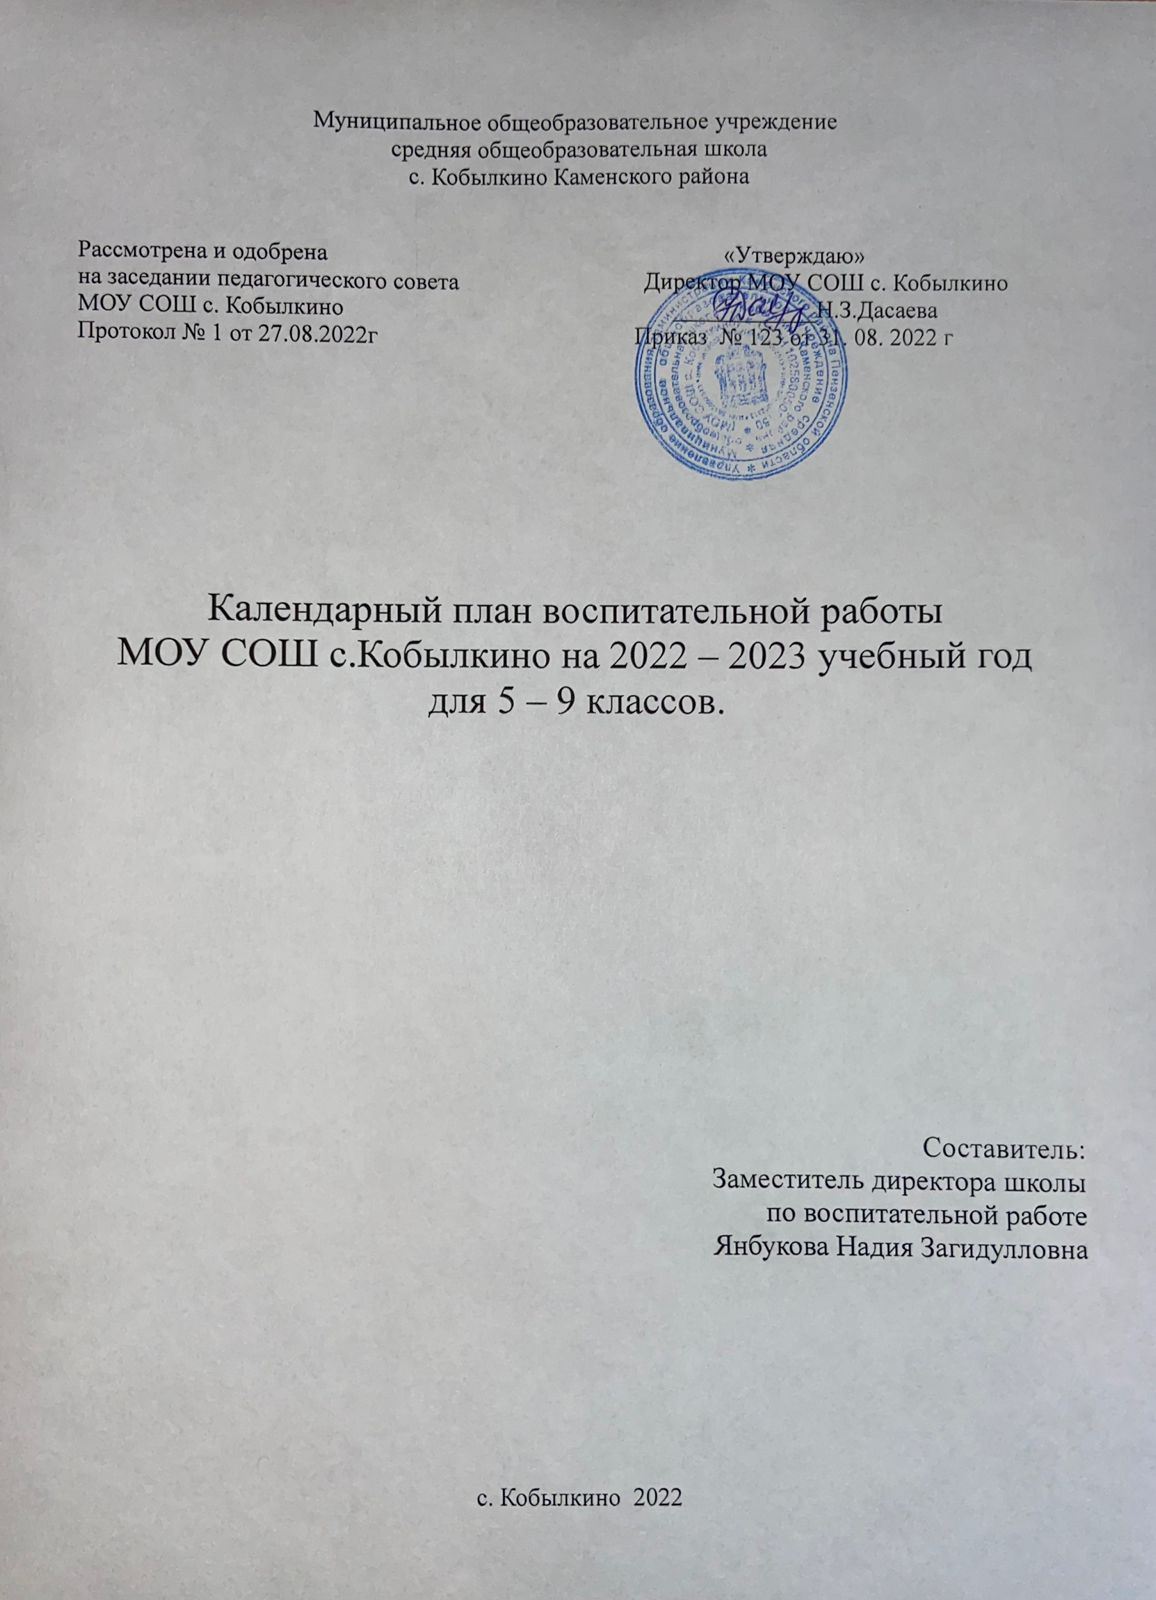 Муниципальное общеобразовательное учреждение
средняя общеобразовательная школа
с. Кобылкино Каменского района
Рассмотрена и одобрена
на заседании педагогического совета
МОУ СОШ с. Кобылкино
Протокол № 1 от 27.08.2022г
«Утверждаю»
Директор МОУ СОШ с. Кобылкино
Н.З.Дасаева
Приказ № 123 от 31. 08. 2022 г
Календарный план воспитательной работы
МОУ СОШ с.Кобылкино на 2022 – 2023 учебный год
для 5 – 9 классов.
Составитель:
Заместитель директора школы
по воспитательной работе
Янбукова Надия Загидулловна
с. Кобылкино 2022